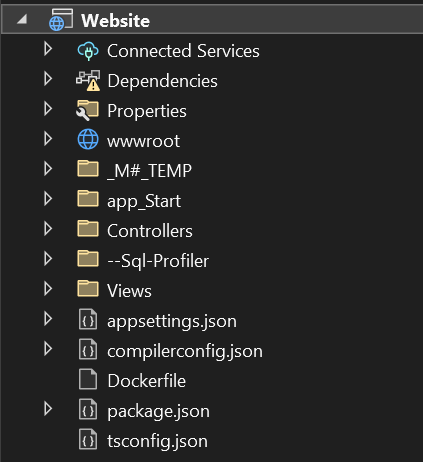 Website
Connected Services
Dependencies
Properties
wwwroot
_M#_TEMP
app_Start
Controllers
--Sql-Profiler
Views
appsettings.json
compilerconfig.json
Dockerfile
package.json
tsconfig.json